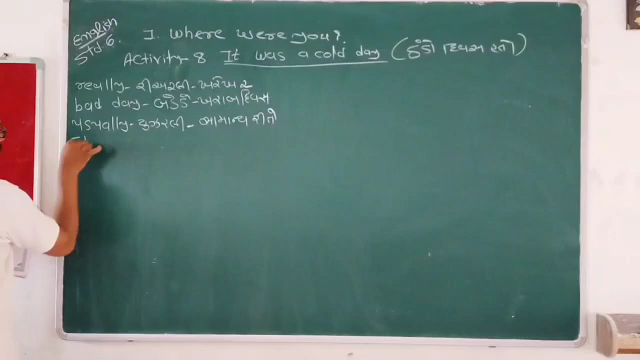 English
Std 6.
1. Where were you?
Activity - 8 It was a cold day (ઠંડો દિવસ હતો)
really - રીઅલી - ખરેખર
bad day - બેડ ડે - ખરાબ દિવસ
usually - યુઝલી - સામાન્ય રીતે